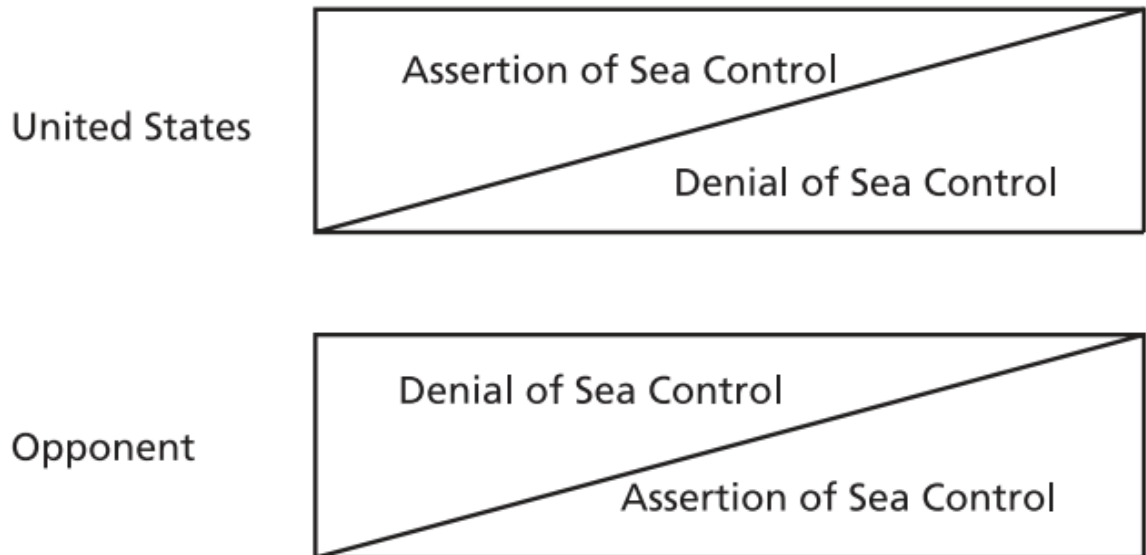 Assertion of Sea Control
United States
Denial of Sea Control
Denial of Sea Control
Opponent
Assertion of Sea Control